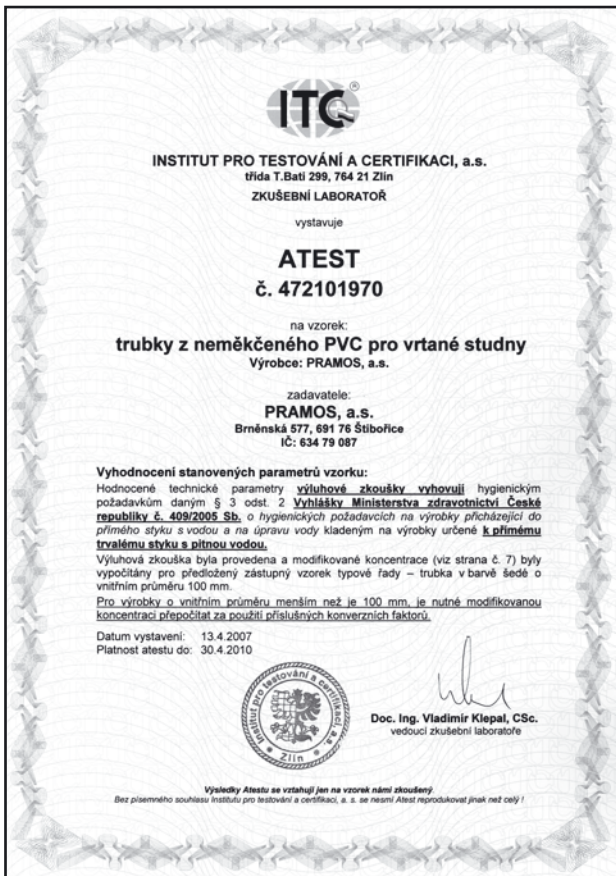 ITC®
INSTITUT PRO TESTOVÁNÍ A CERTIFIKACI, a.s.
třída T.Bati 299, 764 21 Zlín
ZKUŠEBNÍ LABORATOŘ
vystavuje
ATEST
č. 472101970
na vzorek:
trubky z neměkčeného PVC pro vrtané studny
Výrobce: PRAMOS, a.s.
zadavatele:
PRAMOS, a.s.
Brněnská 577, 691 76 Štibořice
IČ: 634 79 087
Vyhodnocení stanovených parametrů vzorku:
Hodnocené technické parametry výluhové zkoušky vyhovují hygienickým
požadavkům daným § 3 odst. 2 Vyhlášky Ministerstva zdravotnictví České
republiky č. 409/2005 Sb. o hygienických požadavcích na výrobky přicházející do
přímého styku s vodou a na úpravu vody kladeným na výrobky určené k přímému
trvalému styku s pitnou vodou.
Výluhová zkouška byla provedena a modifikované koncentrace (viz strana č. 7) byly
vypočítány pro předložený zástupný vzorek typové řady – trubka v barvě šedé o
vnitřním průměru 100 mm.
Pro výrobky o vnitřním průměru menším než je 100 mm, je nutné modifikovanou
koncentraci přepočítat za použití příslušných konverzních faktorů.
Datum vystavení: 13.4.2007
Platnost atestu do: 30.4.2010
Institut pro testování a certifikaci, a.s.
Zlín
Doc. Ing. Vladimír Klepal, CSc.
vedoucí zkušební laboratoře
Výsledky Atestu se vztahují jen na vzorek námi zkoušený.
Bez písemného souhlasu Institutu pro testování a certifikaci, a. s. se nesmí Atest reprodukovat jinak než celý !